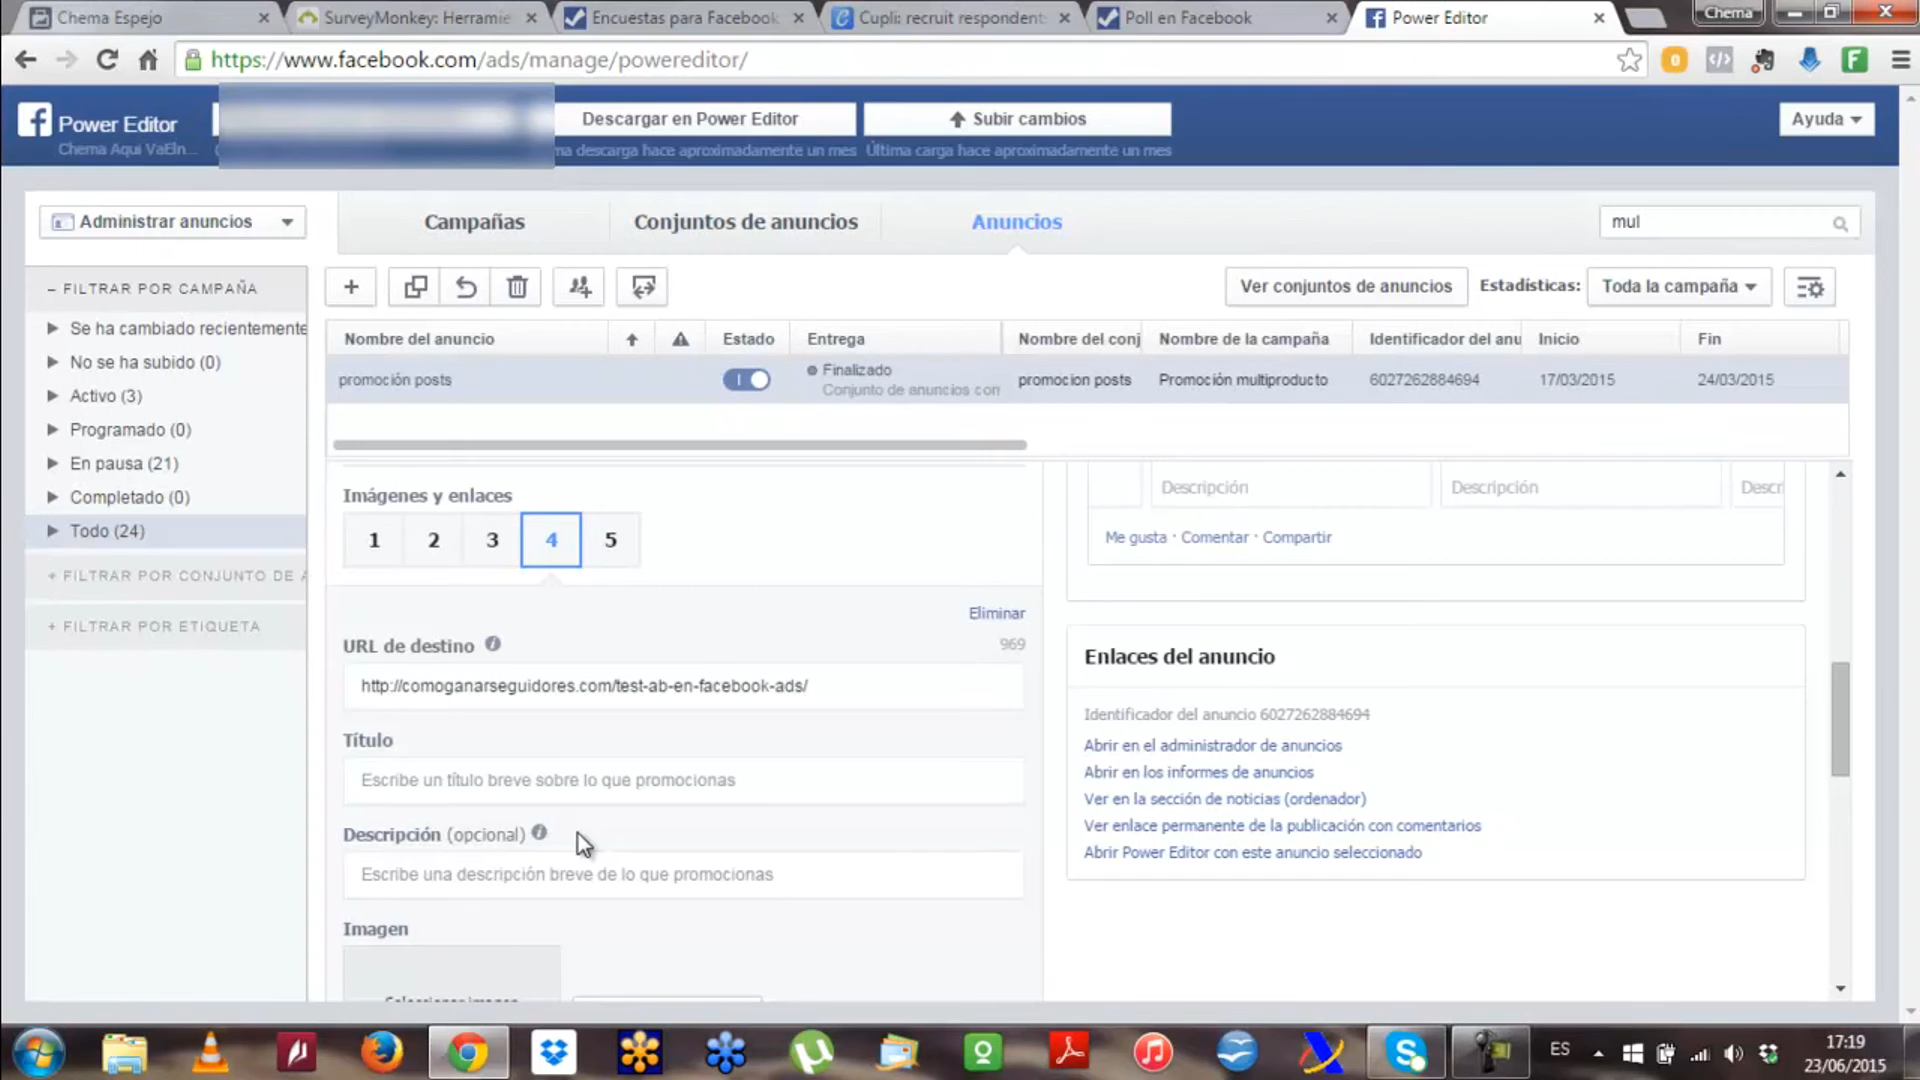 Chema Espejo
SurveyMonkey: Herramie
Encuestas para Facebook
Cupli: recruit respondent
Poll en Facebook
Power Editor
Chema
https://www.facebook.com/ads/manage/powereditor/
Power Editor
Chema Aqui VaEln...
Descargar en Power Editor
ma descarga hace aproximadamente un mes
Subir cambios
Última carga hace aproximadamente un mes
Ayuda
Administrar anuncios
Campañas
Conjuntos de anuncios
Anuncios
mul
– FILTRAR POR CAMPAÑA
Se ha cambiado recientemente
No se ha subido (0)
Activo (3)
Programado (0)
En pausa (21)
Completado (0)
Todo (24)
+ FILTRAR POR CONJUNTO DE A
+ FILTRAR POR ETIQUETA
Ver conjuntos de anuncios
Estadísticas:
Toda la campaña
Nombre del anuncio
Estado
Entrega
Nombre del conj
Nombre de la campaña
Identificador del anu
Inicio
Fin
promoción posts
Finalizado
Conjunto de anuncios con
promocion posts
Promoción multiproducto
6027262884694
17/03/2015
24/03/2015
Imágenes y enlaces
1 2 3 4 5
Eliminar
URL de destino
969
http://comoganarseguidores.com/test-ab-en-facebook-ads/
Título
Escribe un título breve sobre lo que promocionas
Descripción (opcional)
Escribe una descripción breve de lo que promocionas
Imagen
Seleccionar imagen
Descripción
Descripción
Descr
Me gusta · Comentar · Compartir
Enlaces del anuncio
Identificador del anuncio 6027262884694
Abrir en el administrador de anuncios
Abrir en los informes de anuncios
Ver en la sección de noticias (ordenador)
Ver enlace permanente de la publicación con comentarios
Abrir Power Editor con este anuncio seleccionado
ES
17:19
23/06/2015